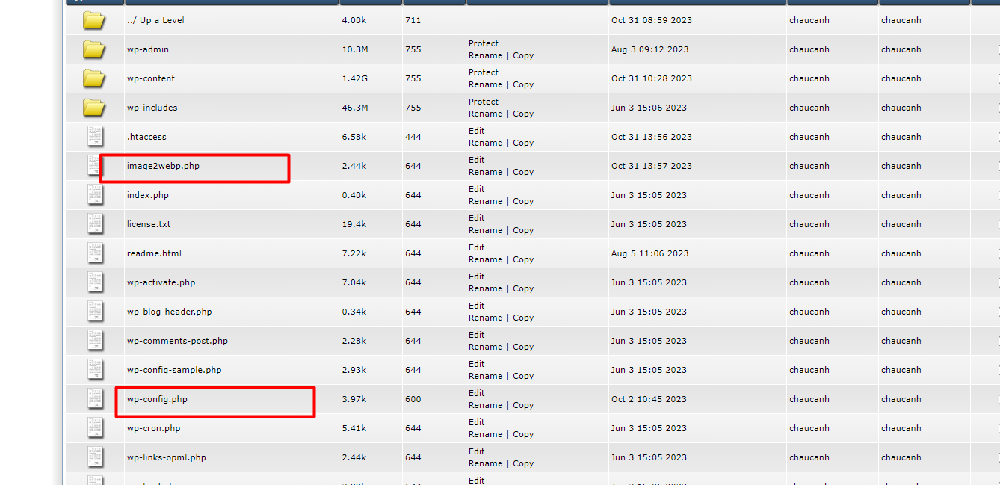 ../ Up a Level 4.00k 711 Oct 31 08:59 2023 chaucanh chaucanh
wp-admin 10.3M 755 Protect Aug 3 09:12 2023 chaucanh chaucanh
Rename | Copy
wp-content 1.42G 755 Protect Oct 31 10:28 2023 chaucanh chaucanh
Rename | Copy
wp-includes 46.3M 755 Protect Jun 3 15:06 2023 chaucanh chaucanh
Rename | Copy
.htaccess 6.58k 444 Edit Oct 31 13:56 2023 chaucanh chaucanh
Rename | Copy
image2webp.php 2.44k 644 Edit Oct 31 13:57 2023 chaucanh chaucanh
Rename | Copy
index.php 0.40k 644 Edit Jun 3 15:05 2023 chaucanh chaucanh
Rename | Copy
license.txt 19.4k 644 Edit Jun 3 15:05 2023 chaucanh chaucanh
Rename | Copy
readme.html 7.22k 644 Edit Aug 5 11:06 2023 chaucanh chaucanh
Rename | Copy
wp-activate.php 7.04k 644 Edit Jun 3 15:05 2023 chaucanh chaucanh
Rename | Copy
wp-blog-header.php 0.34k 644 Edit Jun 3 15:05 2023 chaucanh chaucanh
Rename | Copy
wp-comments-post.php 2.28k 644 Edit Jun 3 15:05 2023 chaucanh chaucanh
Rename | Copy
wp-config-sample.php 2.93k 644 Edit Jun 3 15:05 2023 chaucanh chaucanh
Rename | Copy
wp-config.php 3.97k 600 Edit Oct 2 10:45 2023 chaucanh chaucanh
Rename | Copy
wp-cron.php 5.41k 644 Edit Jun 3 15:05 2023 chaucanh chaucanh
Rename | Copy
wp-links-opml.php 2.44k 644 Edit Jun 3 15:05 2023 chaucanh chaucanh
Rename | Copy
Edit